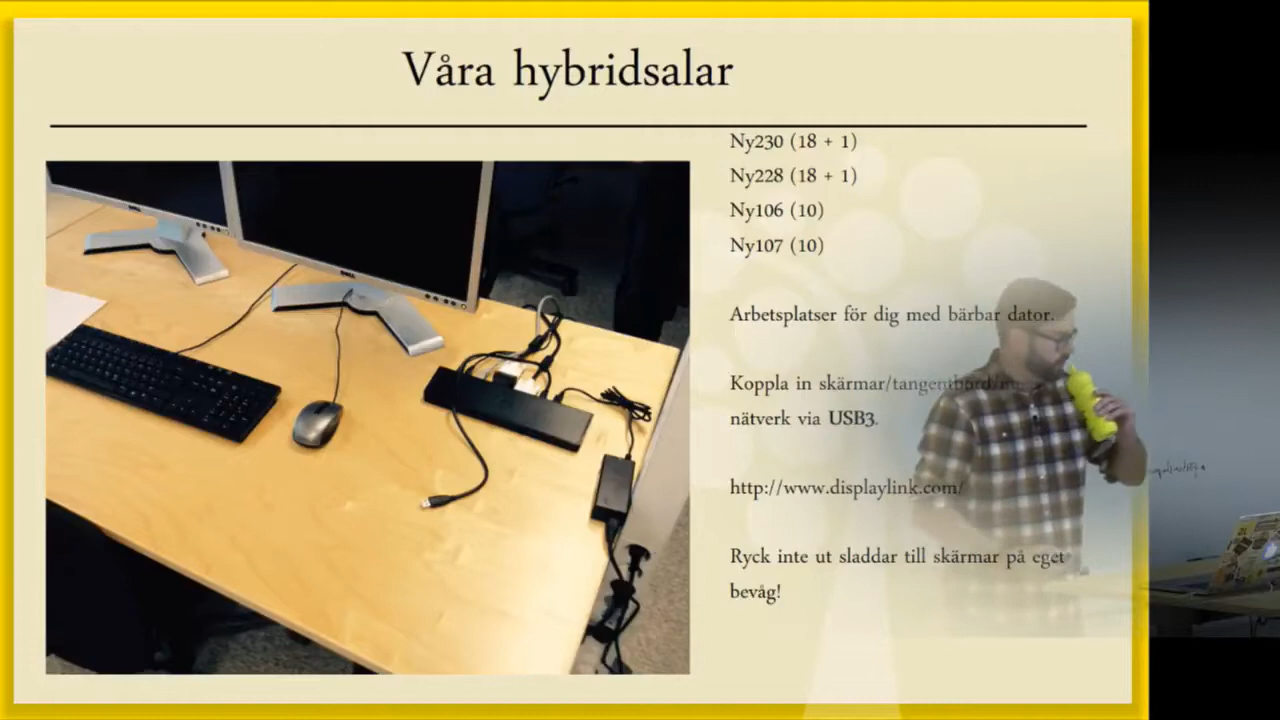 Våra hybridsalar
Ny230 (18 + 1)
Ny228 (18 + 1)
Ny106 (10)
Ny107 (10)
Arbetsplatser för dig med bärbar dator.
Koppla in skärmar/tangentbord/
nätverk via USB3.
http://www.displaylink.com/
Ryck inte ut sladdar till skärmar på eget
bevåg!
DELL